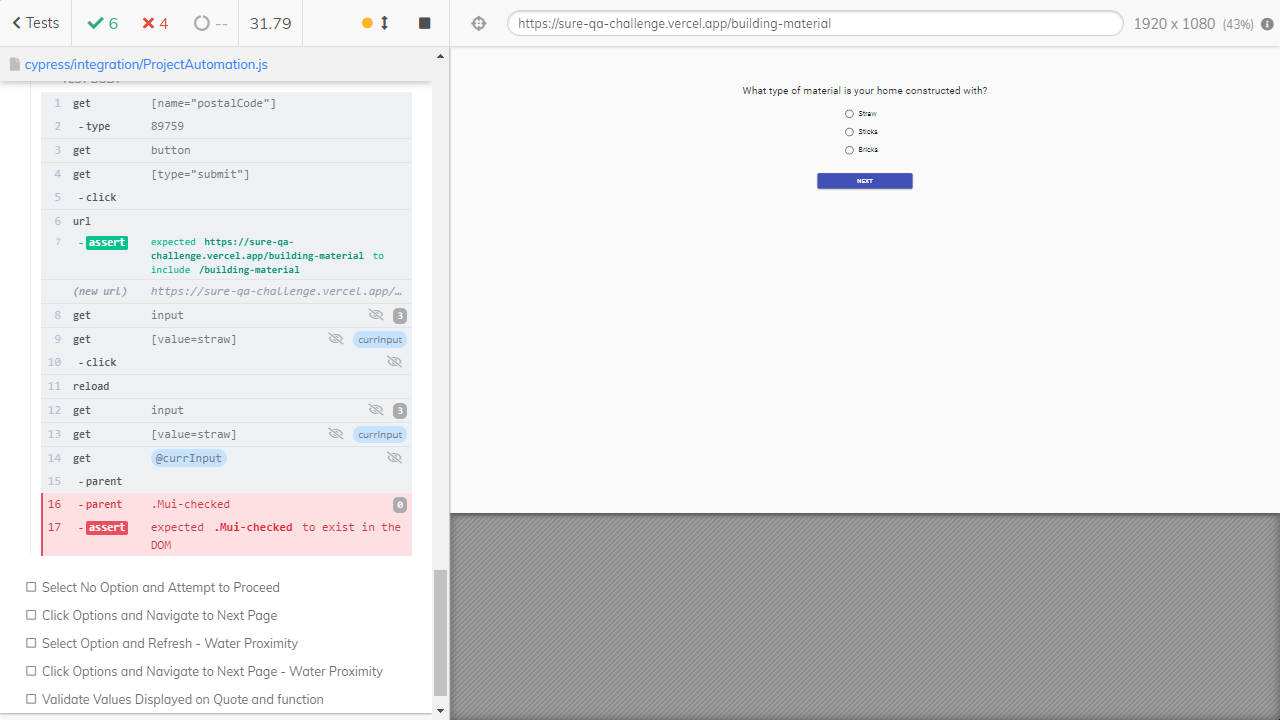 Tests 6 4 -- 31.79
https://sure-qa-challenge.vercel.app/building-material 1920 x 1080 (43%)
cypress/integration/ProjectAutomation.js
1 get [name="postalCode"]
2 -type 89759
3 get button
4 get [type="submit"]
5 -click
6 url
7 -assert expected https://sure-qa-
challenge.vercel.app/building-material to
include /building-material
(new url) https://sure-qa-challenge.vercel.app/…
8 get input 3
9 get [value=straw] currInput
10 -click
11 reload
12 get input 3
13 get [value=straw] currInput
14 get @currInput
15 -parent
16 -parent .Mui-checked 0
17 -assert expected .Mui-checked to exist in the
DOM
Select No Option and Attempt to Proceed
Click Options and Navigate to Next Page
Select Option and Refresh - Water Proximity
Click Options and Navigate to Next Page - Water Proximity
Validate Values Displayed on Quote and function
What type of material is your home constructed with?
Straw
Sticks
Bricks
NEXT